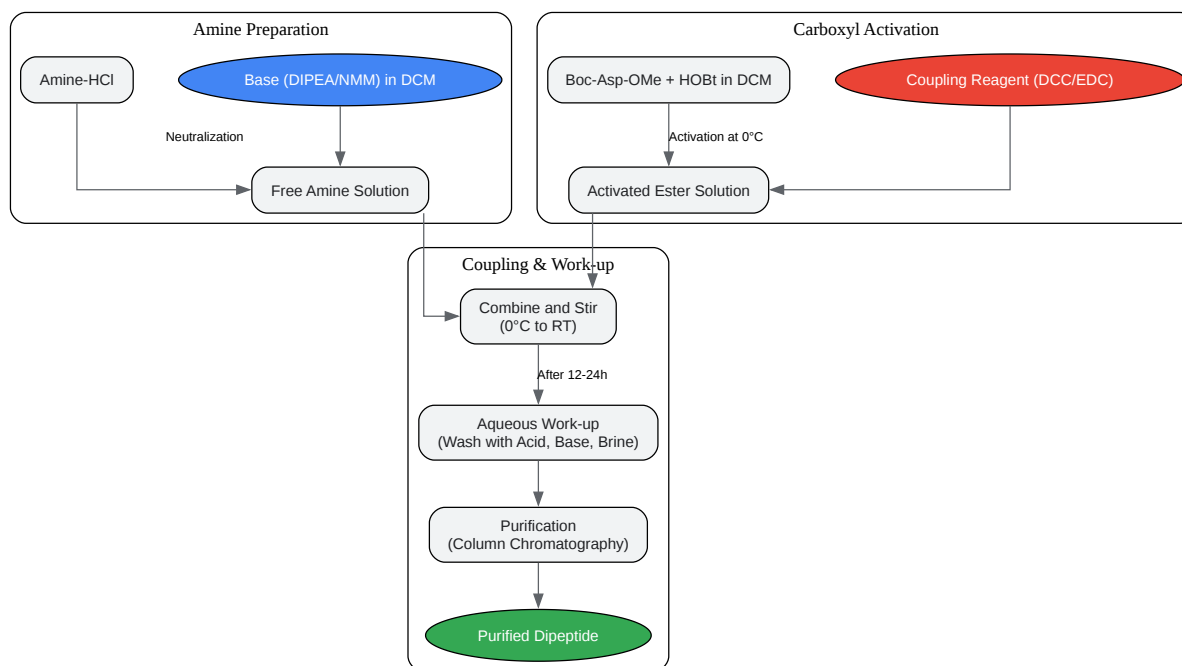 Amine Preparation
Amine-HCl
Base (DIPEA/NMM) in DCM
Neutralization
Free Amine Solution
Carboxyl Activation
Boc-Asp-OMe + HOBt in DCM
Coupling Reagent (DCC/EDC)
Activation at 0°C
Activated Ester Solution
Coupling & Work-up
Combine and Stir
(0°C to RT)
After 12-24h
Aqueous Work-up
(Wash with Acid, Base, Brine)
Purification
(Column Chromatography)
Purified Dipeptide